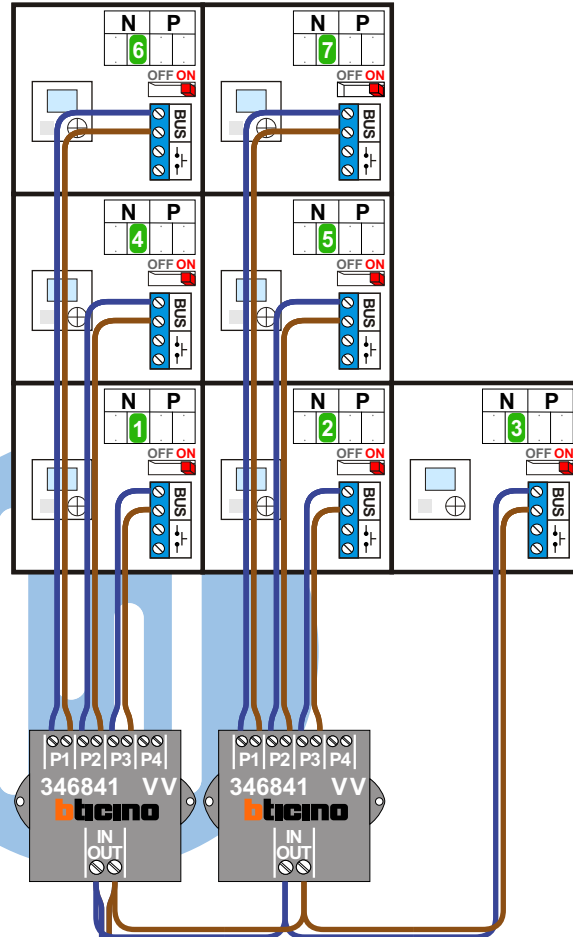 N P
N P
6
7
OFF ON
OFF ON
BUS
BUS
N P
N P
4
5
OFF ON
OFF ON
BUS
BUS
N P
N P
N P
1
2
3
OFF ON
OFF ON
OFF ON
BUS
BUS
BUS
P1 P2 P3 P4
P1 P2 P3 P4
346841 VV
346841 VV
bticino
bticino
IN
IN
OUT
OUT